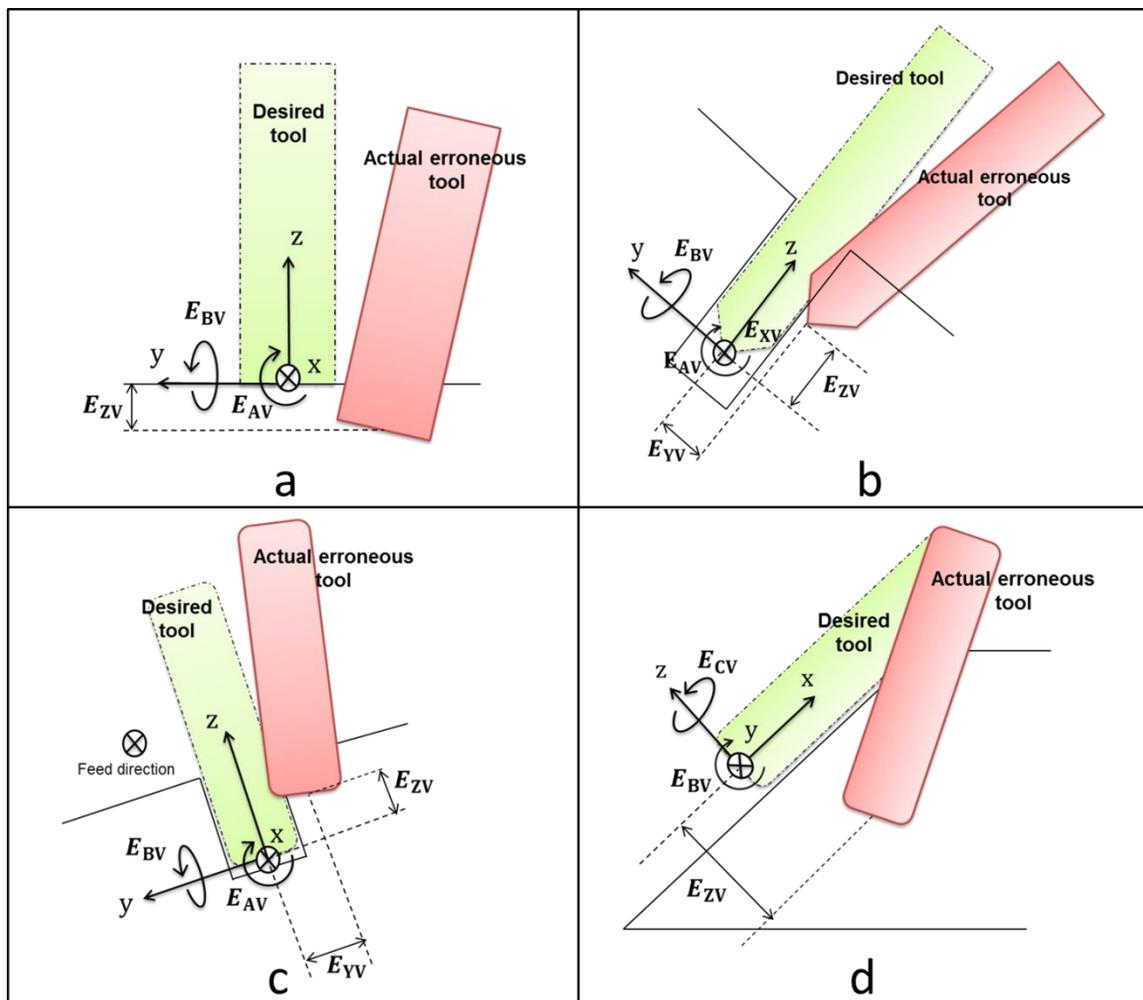 Desired
tool
Actual erroneous
tool
z
E_BV
y
x
E_ZV
E_AV
a
Desired tool
Actual erroneous
tool
y
E_BV
z
E_XV
E_AV
E_ZV
E_YV
b
Actual erroneous
tool
Desired
tool
z
Feed direction
E_ZV
x
E_BV
y
E_AV
E_YV
c
Actual erroneous
tool
Desired
tool
z
E_CV
x
y
E_BV
E_ZV
d